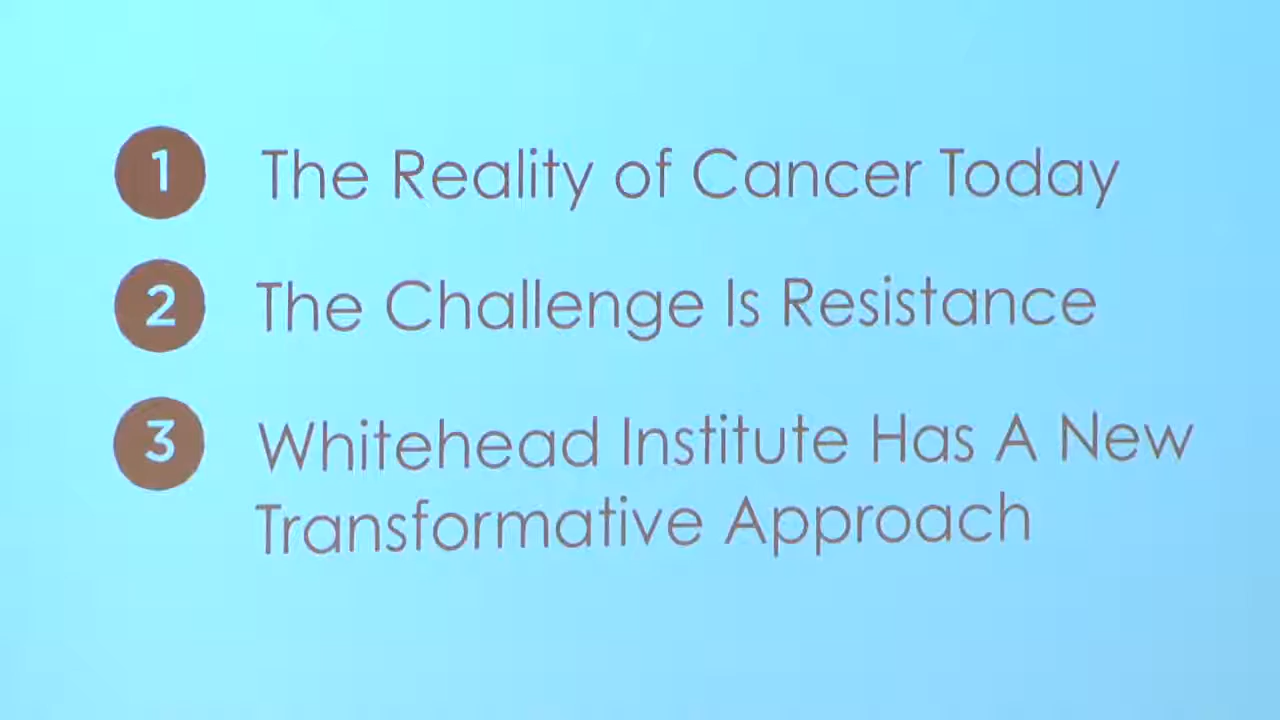 1 The Reality of Cancer Today
2 The Challenge Is Resistance
3 Whitehead Institute Has A New
Transformative Approach